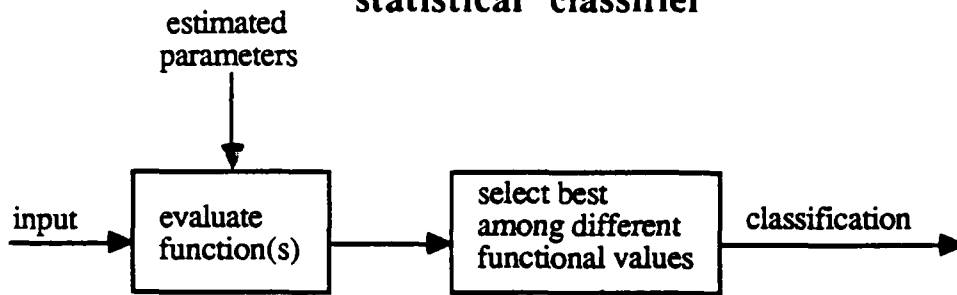 statistical classifier
estimated
parameters
input
evaluate
function(s)
select best
among different
functional values
classification